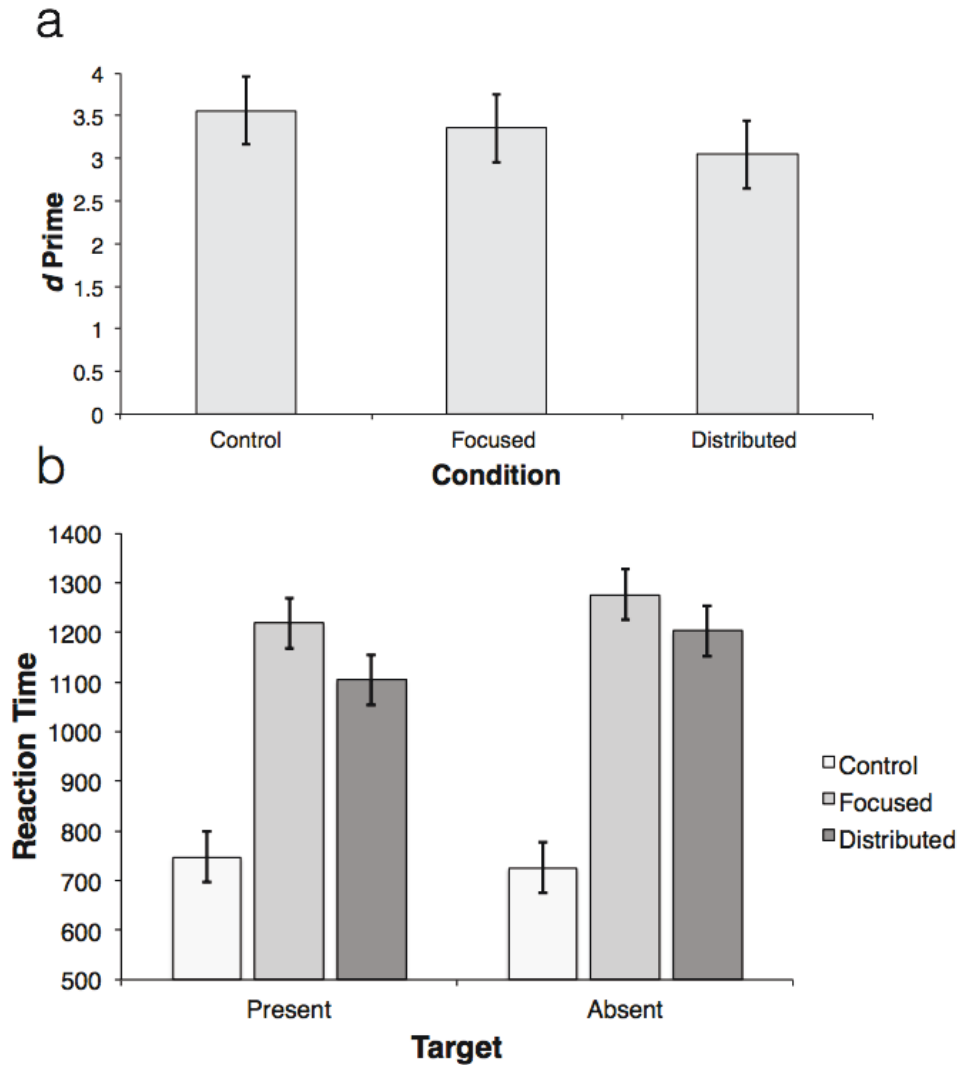 a
4
3.5
3
2.5
2
1.5
1
0.5
0
d Prime
Control Focused Distributed
Condition
b
1400
1300
1200
1100
1000
900
800
700
600
500
Reaction Time
Control
Focused
Distributed
Present Absent
Target